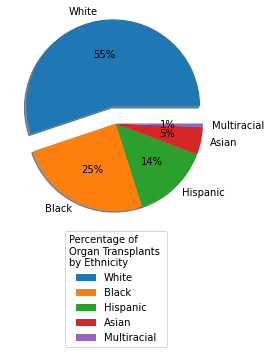 White
55%
1%
Multiracial
5%
Asian
14%
25%
Hispanic
Black
Percentage of
Organ Transplants
by Ethnicity
White
Black
Hispanic
Asian
Multiracial